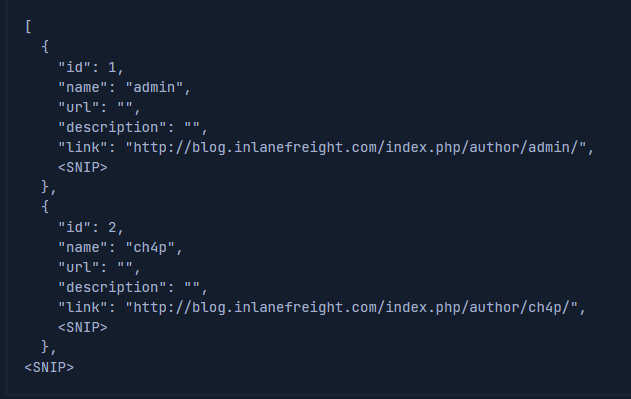 [
  {
    "id": 1,
    "name": "admin",
    "url": "",
    "description": "",
    "link": "http://blog.inlanefreight.com/index.php/author/admin/",
    <SNIP>
  },
  {
    "id": 2,
    "name": "ch4p",
    "url": "",
    "description": "",
    "link": "http://blog.inlanefreight.com/index.php/author/ch4p/",
    <SNIP>
  },
<SNIP>